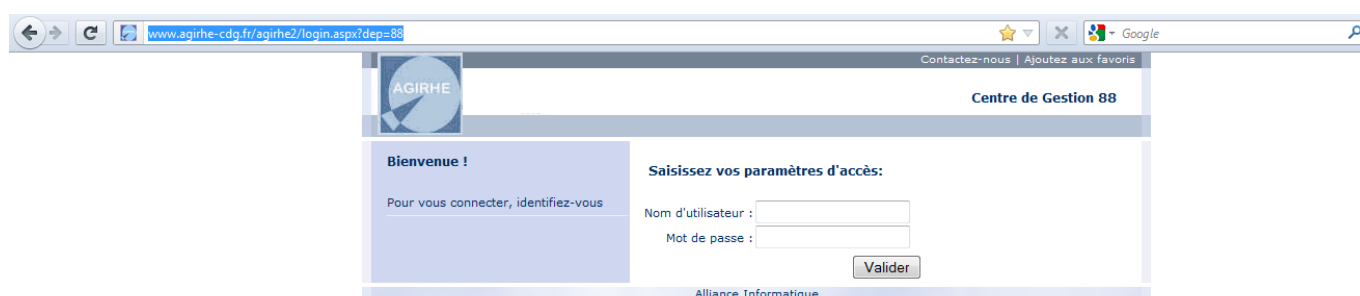 www.agirhe-cdg.fr/agirhe2/login.aspx?dep=88
Google
Contactez-nous | Ajoutez aux favoris
AGIRHE
Centre de Gestion 88
Bienvenue !
Saisissez vos paramètres d'accès:
Pour vous connecter, identifiez-vous
Nom d'utilisateur :
Mot de passe :
Valider
Alliance Informatique